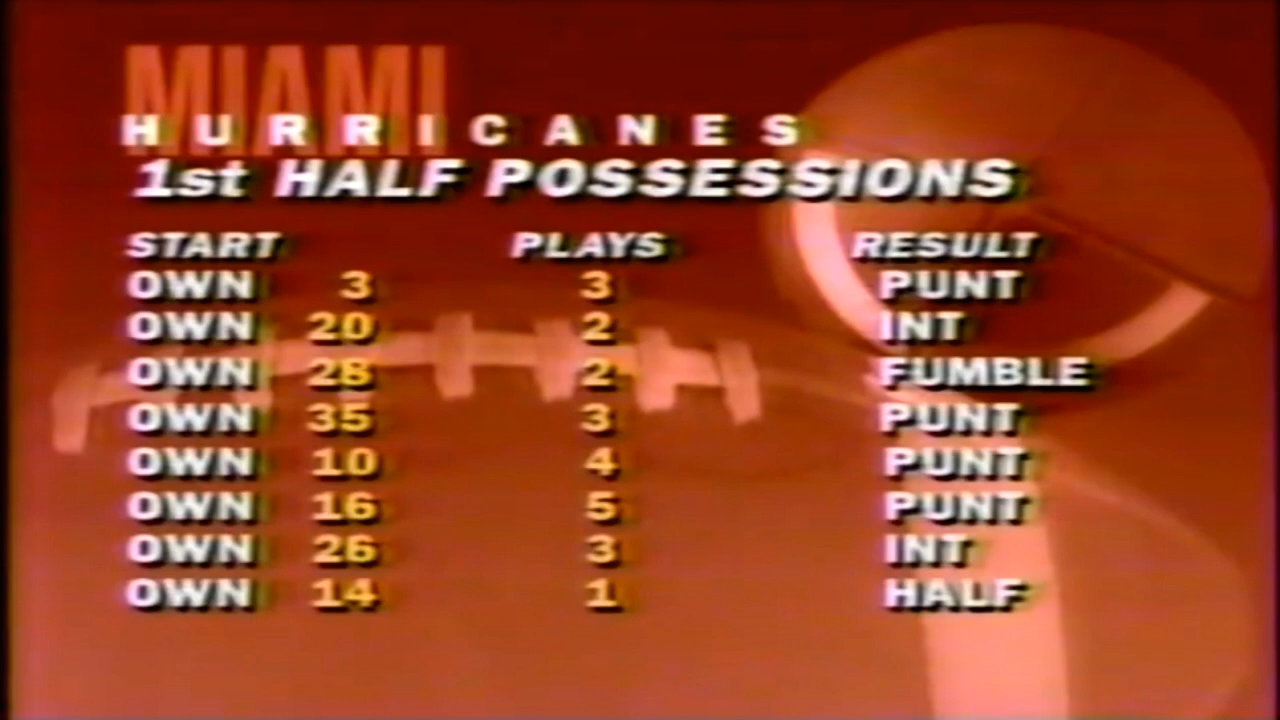 MIAMI
HURRICANES
1st HALF POSSESSIONS
START PLAYS RESULT
OWN 3 3 PUNT
OWN 20 2 INT
OWN 28 2 FUMBLE
OWN 35 3 PUNT
OWN 10 4 PUNT
OWN 16 5 PUNT
OWN 26 3 INT
OWN 14 1 HALF